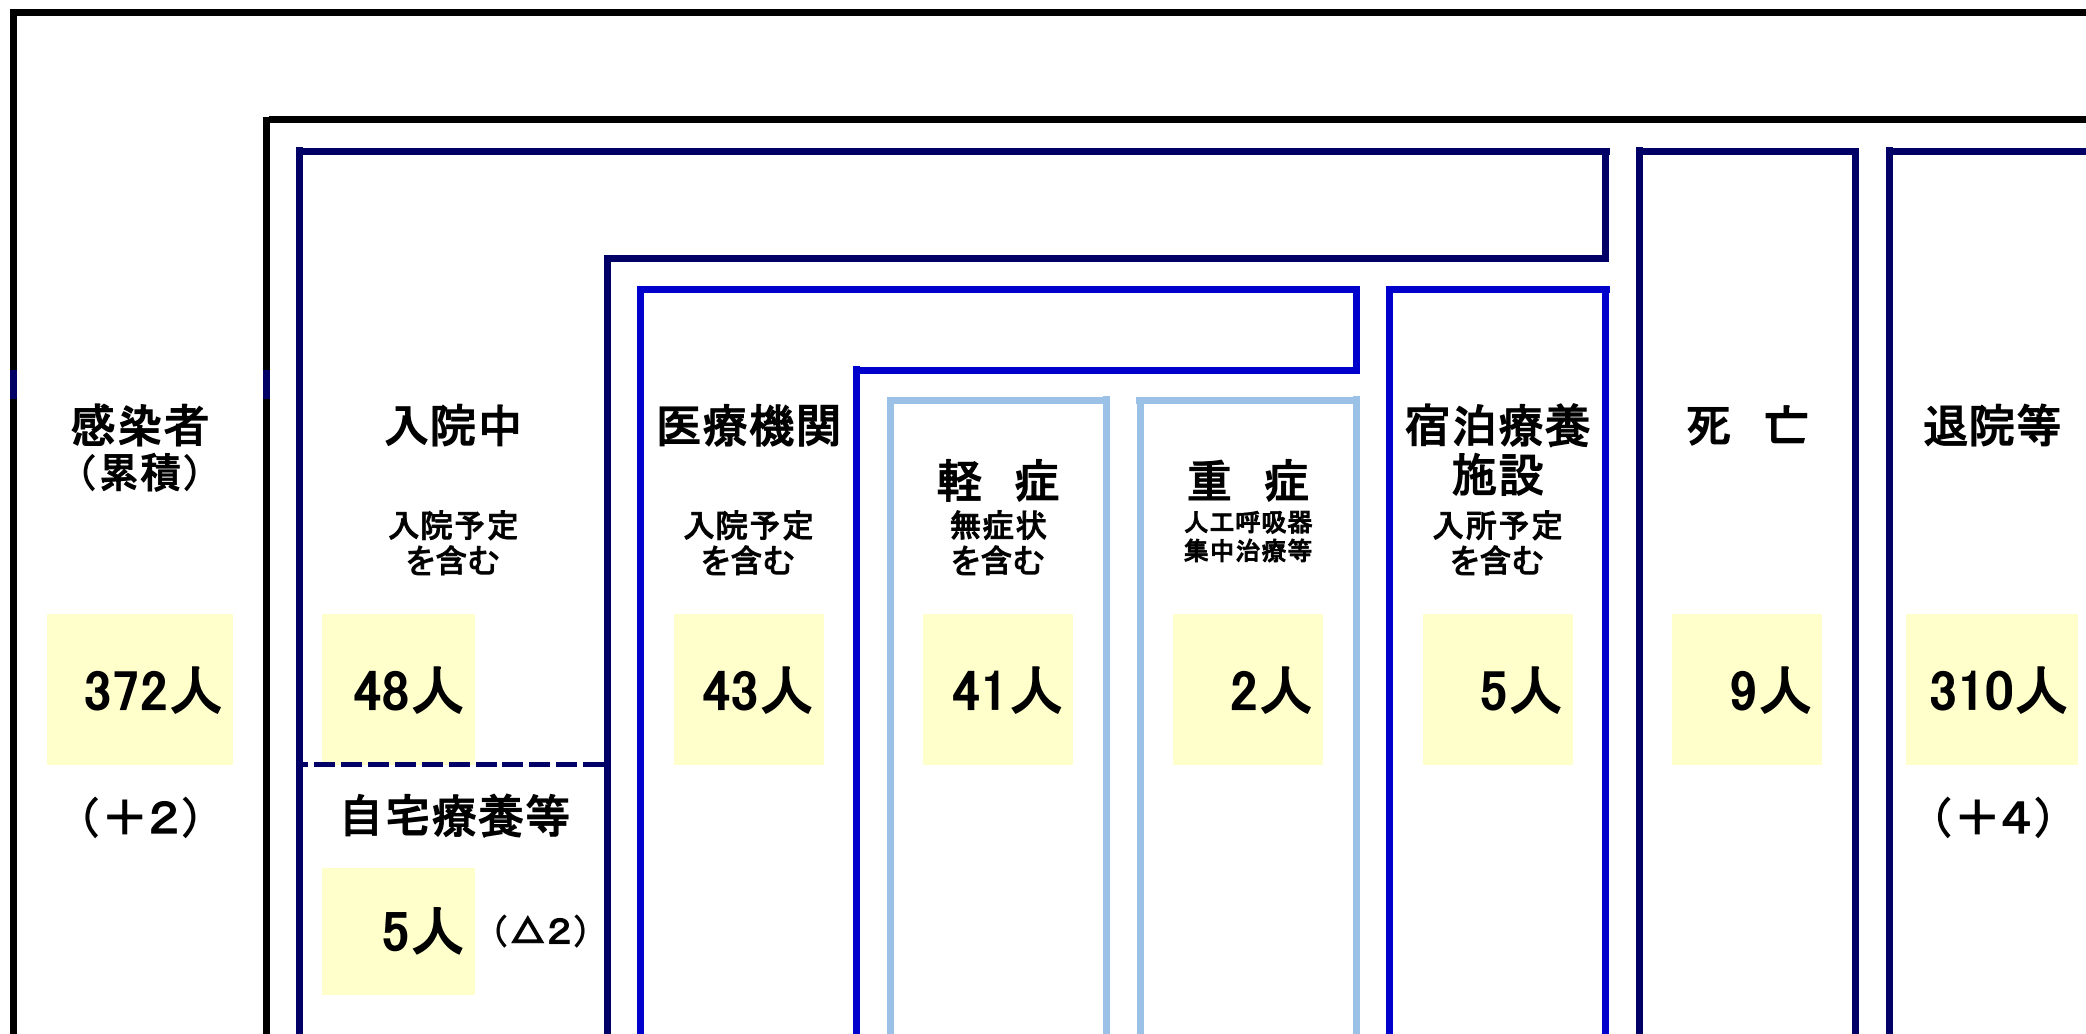 感染者
（累積）
372人
（＋2）
入院中
入院予定
を含む
48人
自宅療養等
5人 （△2）
医療機関
入院予定
を含む
43人
軽　症
無症状
を含む
41人
重　症
人工呼吸器
集中治療等
2人
宿泊療養
施設
入所予定
を含む
5人
死　亡
9人
退院等
310人
（＋4）